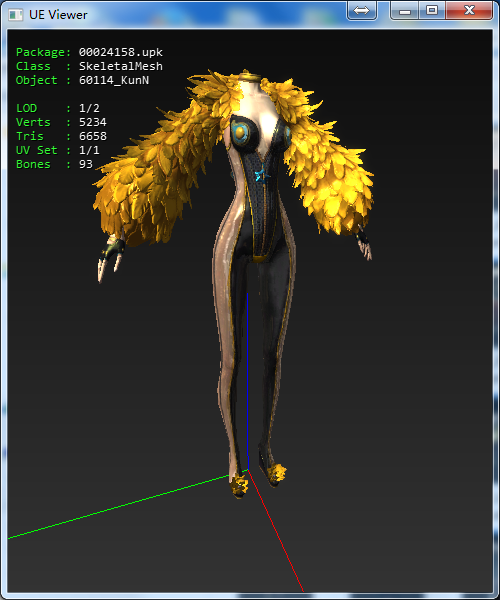 UE Viewer
Package: 00024158.upk
Class : SkeletalMesh
Object : 60114_KunN
LOD : 1/2
Verts : 5234
Tris : 6658
UV Set : 1/1
Bones : 93